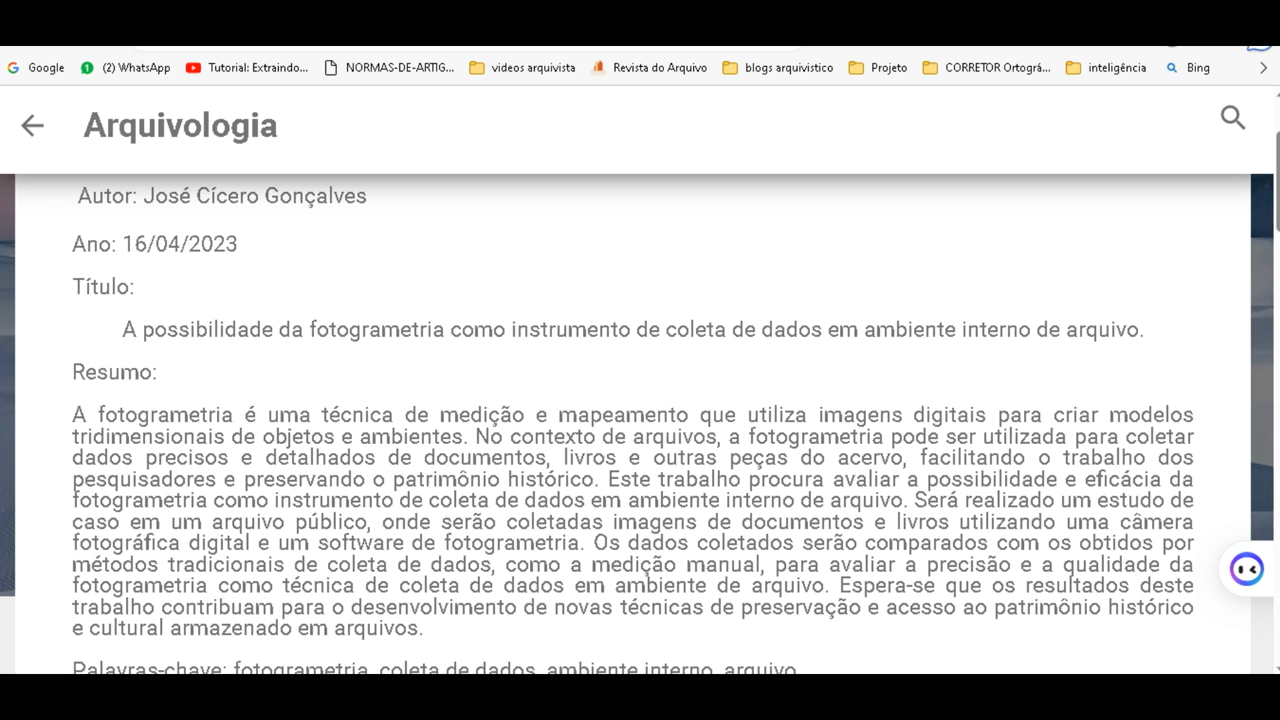 Google (2) WhatsApp Tutorial: Extraindo... NORMAS-DE-ARTIG... videos arquivista Revista do Arquivo blogs arquivistico Projeto CORRETOR Ortográ... inteligência Bing
Arquivologia
Autor: José Cícero Gonçalves
Ano: 16/04/2023
Título:
A possibilidade da fotogrametria como instrumento de coleta de dados em ambiente interno de arquivo.
Resumo:
A fotogrametria é uma técnica de medição e mapeamento que utiliza imagens digitais para criar modelos
tridimensionais de objetos e ambientes. No contexto de arquivos, a fotogrametria pode ser utilizada para coletar
dados precisos e detalhados de documentos, livros e outras peças do acervo, facilitando o trabalho dos
pesquisadores e preservando o patrimônio histórico. Este trabalho procura avaliar a possibilidade e eficácia da
fotogrametria como instrumento de coleta de dados em ambiente interno de arquivo. Será realizado um estudo de
caso em um arquivo público, onde serão coletadas imagens de documentos e livros utilizando uma câmera
fotográfica digital e um software de fotogrametria. Os dados coletados serão comparados com os obtidos por
métodos tradicionais de coleta de dados, como a medição manual, para avaliar a precisão e a qualidade da
fotogrametria como técnica de coleta de dados em ambiente de arquivo. Espera-se que os resultados deste
trabalho contribuam para o desenvolvimento de novas técnicas de preservação e acesso ao patrimônio histórico
e cultural armazenado em arquivos.
Palavras-chave: fotogrametria, coleta de dados, ambiente interno, arquivo